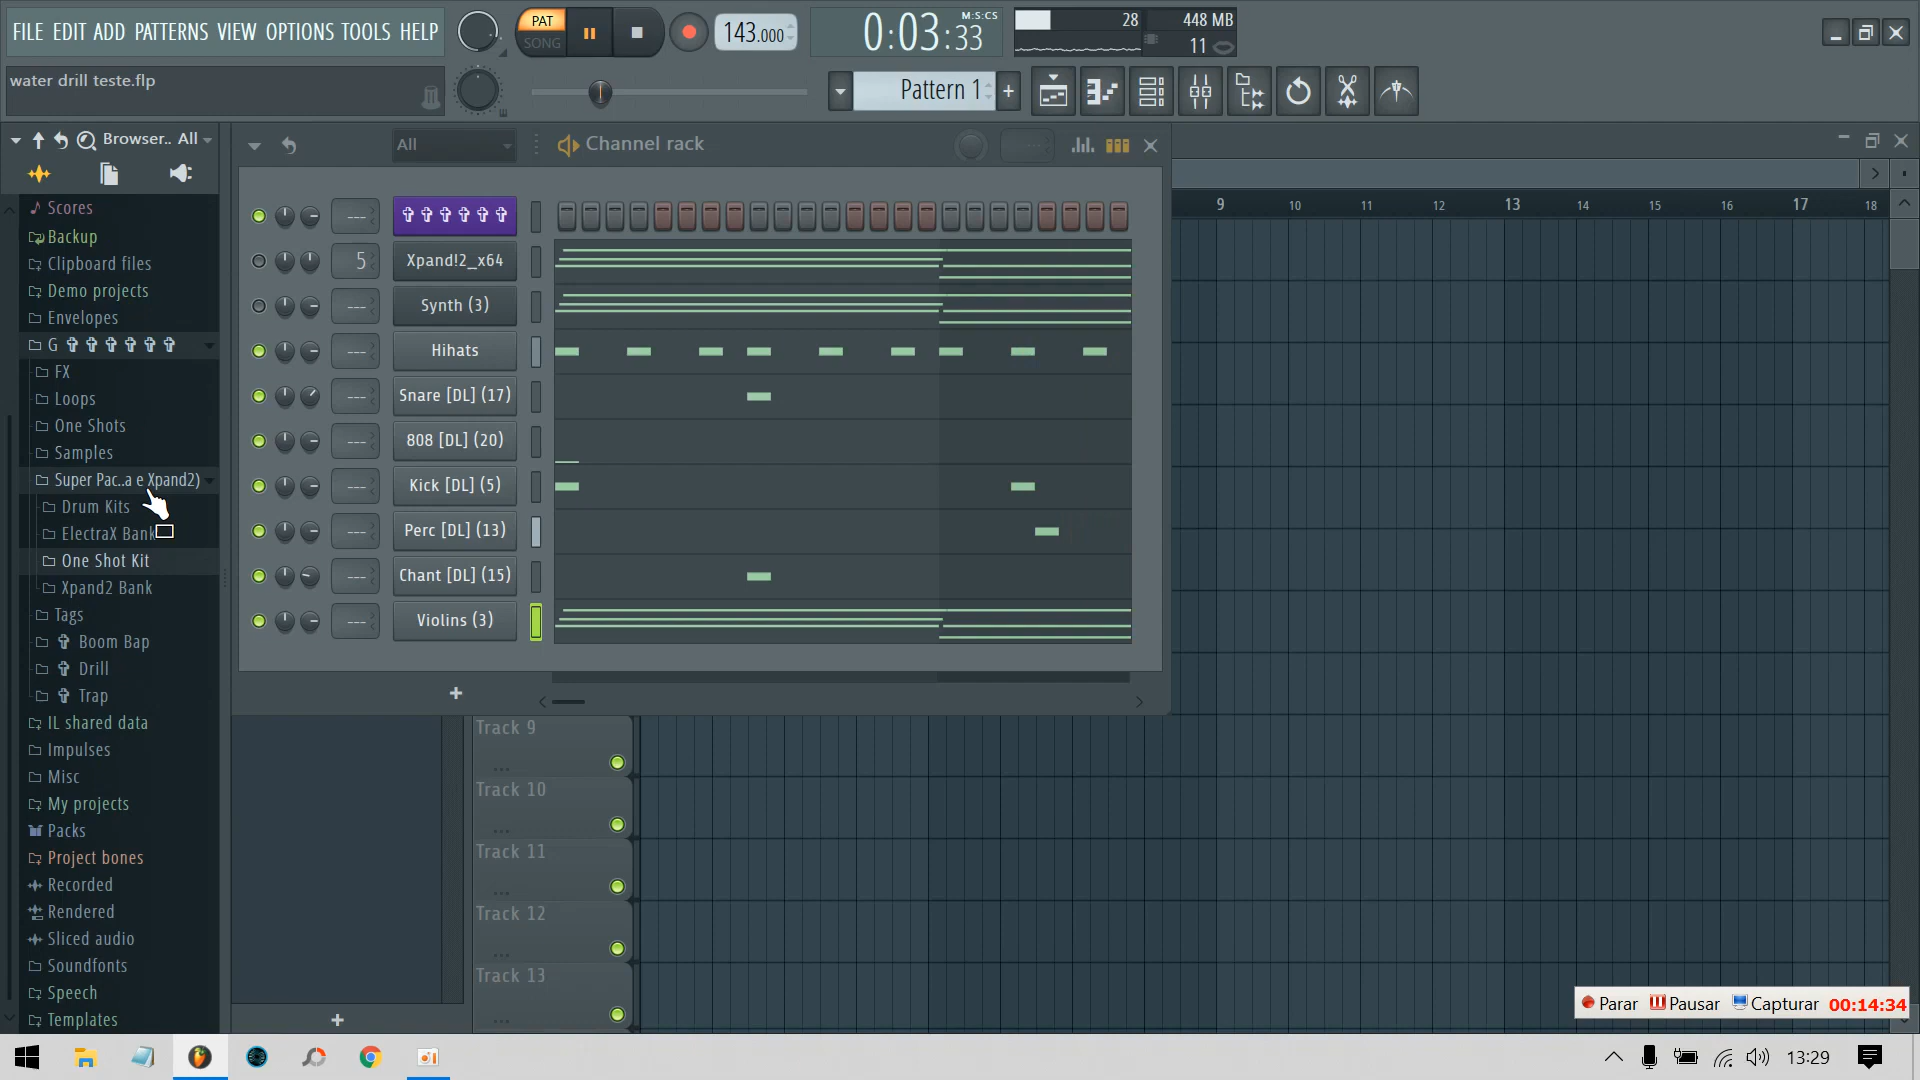 FILE EDIT ADD PATTERNS VIEW OPTIONS TOOLS HELP
PAT
SONG
143.000
0:03:33
M:S:CS
28
448 MB
11
water drill teste.flp
Pattern 1
+
Browser.. All
All
Channel rack
Scores
Backup
Clipboard files
Demo projects
Envelopes
G ✞ ✞ ✞ ✞ ✞ ✞
FX
Loops
One Shots
Samples
Super Pac..a e Xpand2)
Drum Kits
ElectraX Bank
One Shot Kit
Xpand2 Bank
Tags
✞ Boom Bap
✞ Drill
✞ Trap
IL shared data
Impulses
Misc
My projects
Packs
Project bones
Recorded
Rendered
Sliced audio
Soundfonts
Speech
Templates
--- ✞ ✞ ✞ ✞ ✞ ✞
5 Xpand!2_x64
--- Synth (3)
--- Hihats
--- Snare [DL] (17)
--- 808 [DL] (20)
--- Kick [DL] (5)
--- Perc [DL] (13)
--- Chant [DL] (15)
--- Violins (3)
+
9 10 11 12 13 14 15 16 17 18
Track 9
...
Track 10
...
Track 11
...
Track 12
...
Track 13
...
+
Parar Pausar Capturar 00:14:34
13:29